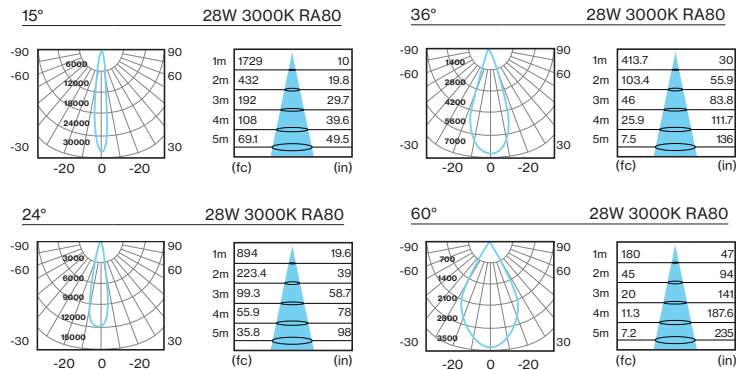 15° 28W 3000K RA80
-90 90
-60 60
-30 30
-20 0 -20
6000
12000
18000
24000
30000
1m 1729 10
2m 432 19.8
3m 192 29.7
4m 108 39.6
5m 69.1 49.5
(fc) (in)
36° 28W 3000K RA80
-90 90
-60 60
-30 30
-20 0 -20
1400
2800
4200
5600
7000
1m 413.7 30
2m 103.4 55.9
3m 46 83.8
4m 25.9 111.7
5m 7.5 136
(fc) (in)
24° 28W 3000K RA80
-90 90
-60 60
-30 30
-20 0 -20
3000
6000
9000
12000
15000
1m 894 19.6
2m 223.4 39
3m 99.3 58.7
4m 55.9 78
5m 35.8 98
(fc) (in)
60° 28W 3000K RA80
-90 90
-60 60
-30 30
-20 0 -20
700
1400
2100
2800
3500
1m 180 47
2m 45 94
3m 20 141
4m 11.3 187.6
5m 7.2 235
(fc) (in)